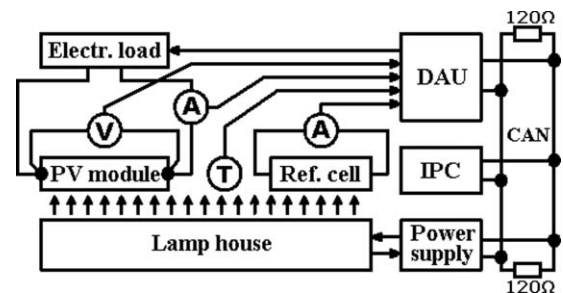 120Ω
Electr. load
DAU
A
V
A
CAN
PV module
T
Ref. cell
IPC
Lamp house
Power
supply
120Ω